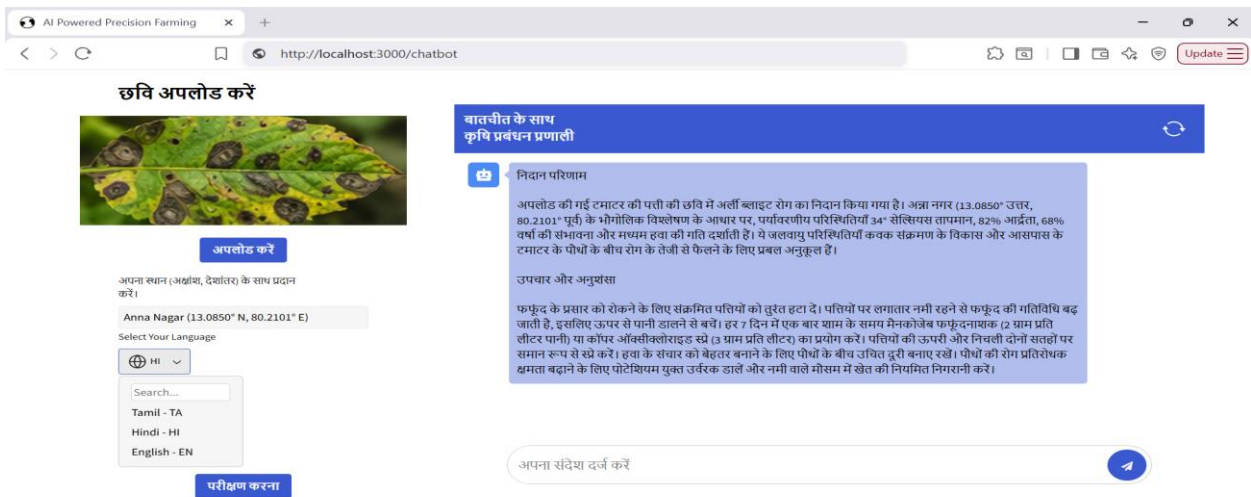 AI Powered Precision Farming
http://localhost:3000/chatbot
Update
छवि अपलोड करें
अपलोड करें
अपना स्थान (अक्षांश, देशांतर) के साथ प्रदान
करें।
Anna Nagar (13.0850° N, 80.2101° E)
Select Your Language
HI
Search...
Tamil - TA
Hindi - HI
English - EN
परीक्षण करना
बातचीत के साथ
कृषि प्रबंधन प्रणाली
निदान परिणाम
अपलोड की गई टमाटर की पत्ती की छवि में अर्ली ब्लाइट रोग का निदान किया गया है। अन्ना नगर (13.0850° उत्तर,
80.2101° पूर्व) के भौगोलिक विश्लेषण के आधार पर, पर्यावरणीय परिस्थितियाँ 34° सेल्सियस तापमान, 82% आर्द्रता, 68%
वर्षा की संभावना और मध्यम हवा की गति दर्शाती हैं। ये जलवायु परिस्थितियाँ कवक संक्रमण के विकास और आसपास के
टमाटर के पौधों के बीच रोग के तेजी से फैलने के लिए प्रबल अनुकूल हैं।
उपचार और अनुशंसा
फफूंद के प्रसार को रोकने के लिए संक्रमित पत्तियों को तुरंत हटा दें। पत्तियों पर लगातार नमी रहने से फफूंद की गतिविधि बढ़
जाती है, इसलिए ऊपर से पानी डालने से बचें। हर 7 दिन में एक बार शाम के समय मैनकोजेब फफूंदनाशक (2 ग्राम प्रति
लीटर पानी) या कॉपर ऑक्सीक्लोराइड स्प्रे (3 ग्राम प्रति लीटर) का प्रयोग करें। पत्तियों की ऊपरी और निचली दोनों सतहों पर
समान रूप से स्प्रे करें। हवा के संचार को बेहतर बनाने के लिए पौधों के बीच उचित दूरी बनाए रखें। पौधों की रोग प्रतिरोधक
क्षमता बढ़ाने के लिए पोटेशियम युक्त उर्वरक डालें और नमी वाले मौसम में खेत की नियमित निगरानी करें।
अपना संदेश दर्ज करें